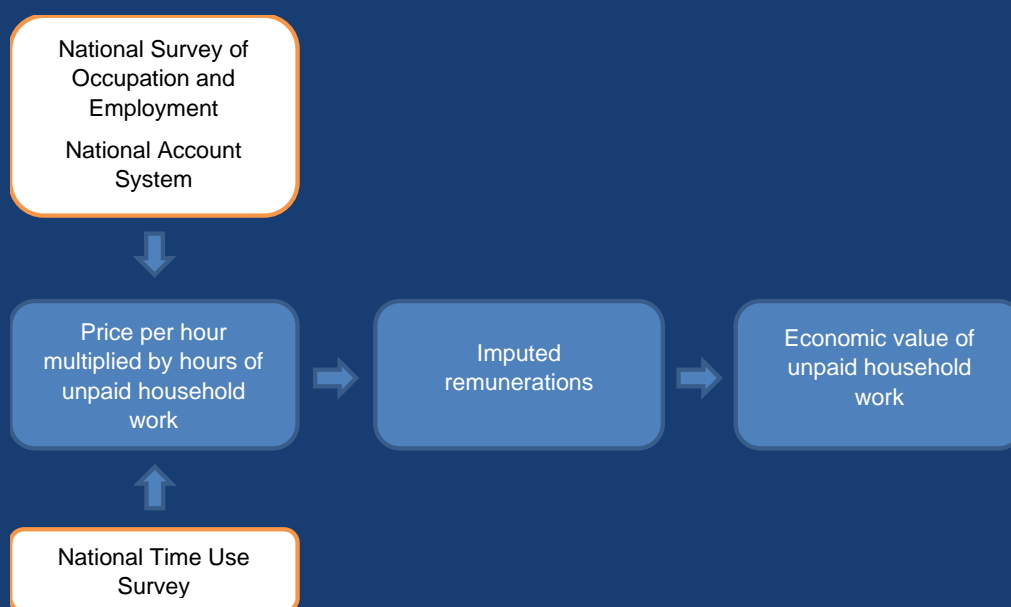 National Survey of
Occupation and
Employment
National Account
System
Price per hour
multiplied by hours of
unpaid household
work
Imputed
remunerations
Economic value of
unpaid household
work
National Time Use
Survey